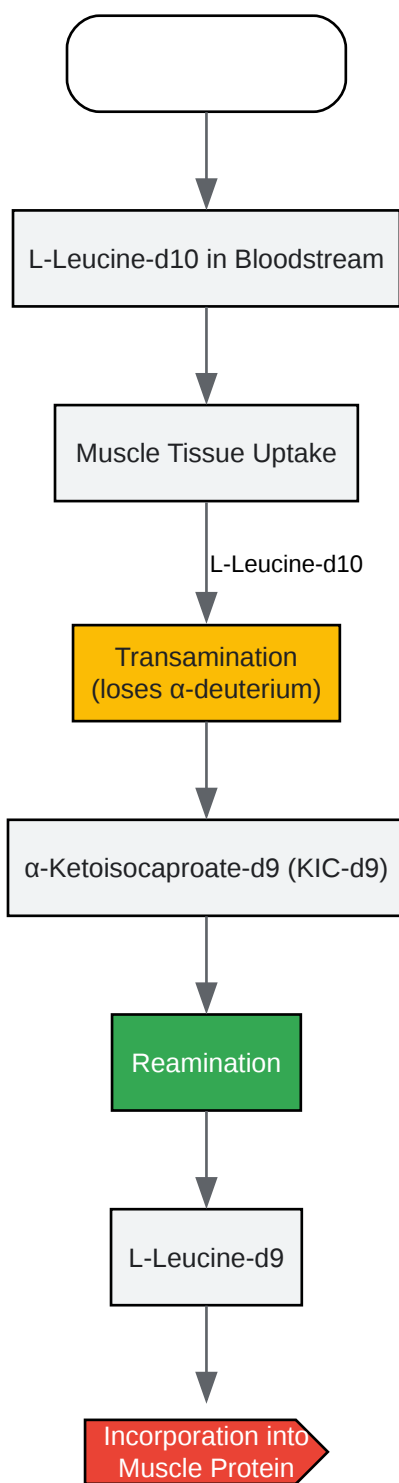 L-Leucine-d10 in Bloodstream
Muscle Tissue Uptake
L-Leucine-d10
Transamination
(loses α-deuterium)
α-Ketoisocaproate-d9 (KIC-d9)
Reamination
L-Leucine-d9
Incorporation into
Muscle Protein